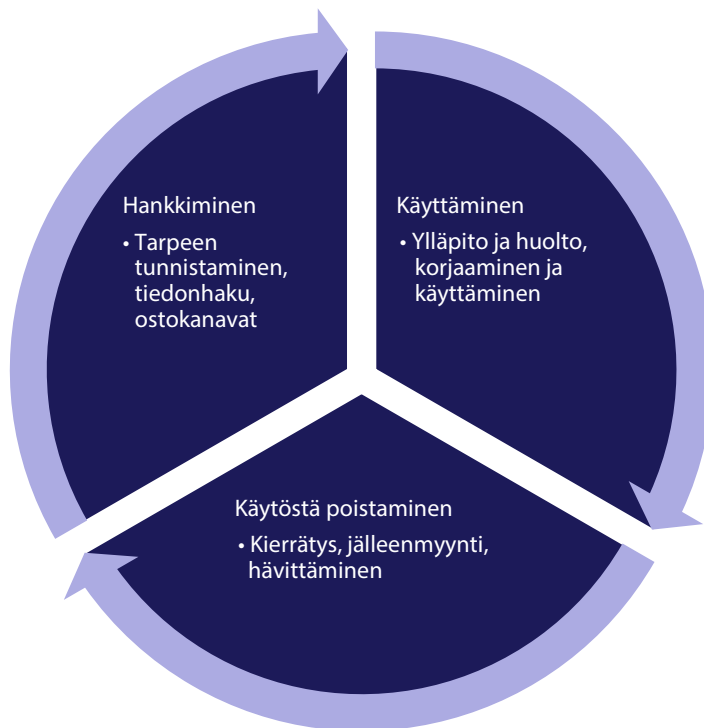 Hankkiminen
• Tarpeen
tunnistaminen,
tiedonhaku,
ostokanavat
Käyttäminen
• Ylläpito ja huolto,
korjaaminen ja
käyttäminen
Käytöstä poistaminen
• Kierrätys, jälleenmyynti,
hävittäminen